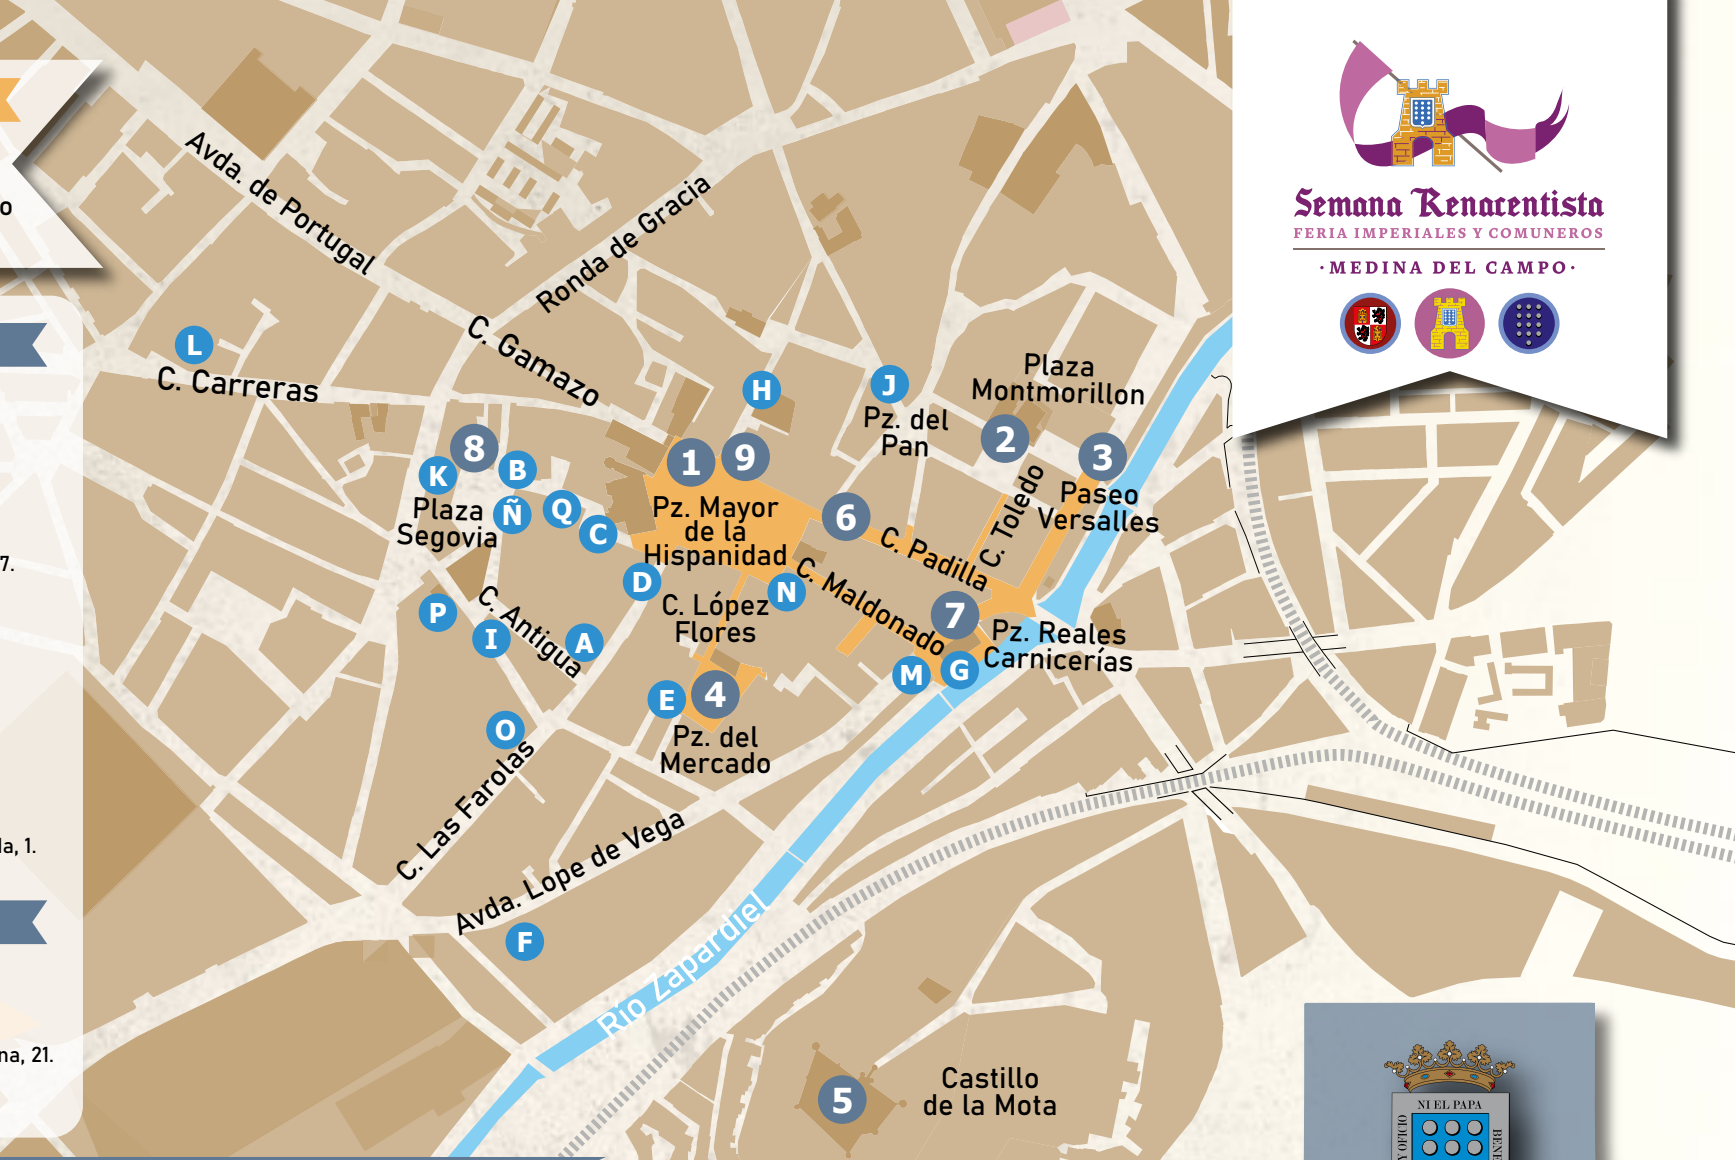 o
7.
la, 1.
na, 21.
Avda. de Portugal
Ronda de Gracia
C. Gamazo
L
C. Carreras
H
J
Pz. del
Pan
Plaza
Montmorillon
2
3
Paseo
Versalles
C. Toledo
8
K
B
Plaza
Segovia
Ñ
Q
C
1
9
Pz. Mayor
de la
Hispanidad
6
C. Padilla
C. Maldonado
D
N
C. López
Flores
7
Pz. Reales
Carnicerías
M
G
P
I
C. Antigua
A
E
4
Pz. del
Mercado
O
C. Las Farolas
Avda. Lope de Vega
F
Río Zapardiel
5
Castillo
de la Mota
Semana Renacentista
FERIA IMPERIALES Y COMUNEROS
·MEDINA DEL CAMPO·
NI EL PAPA
Y OFICIO
BENE